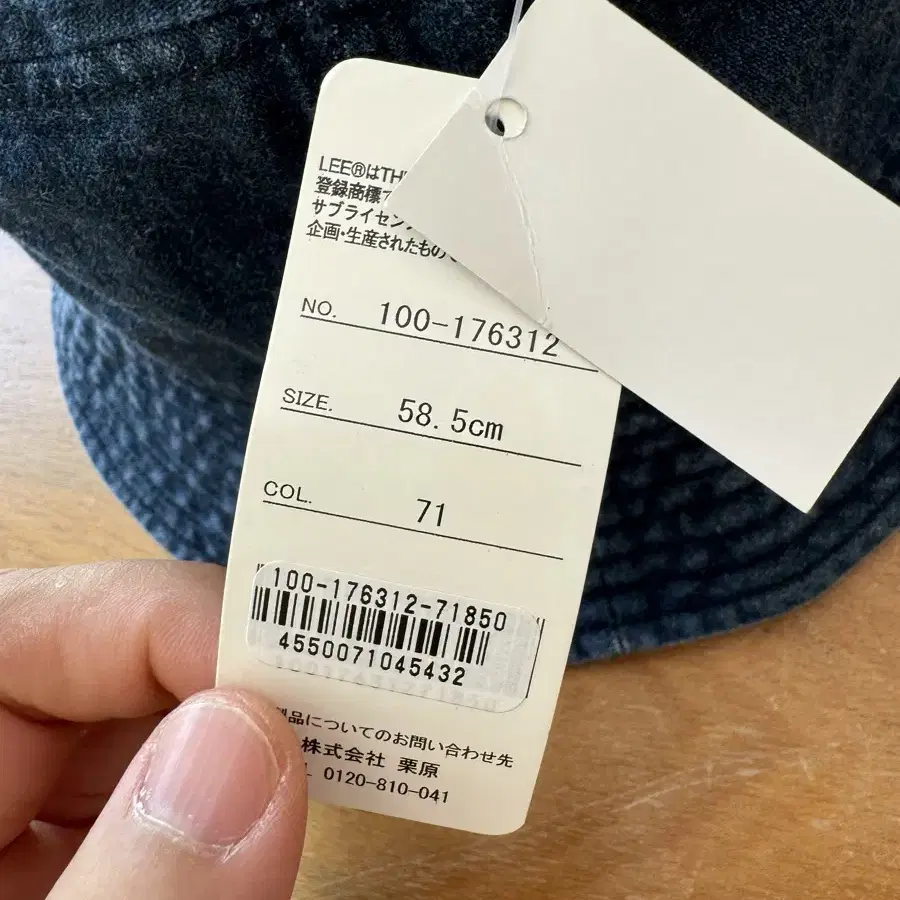 LEE®はTH
登録商標
サブライセン
企画・生産されたもの
NO. 100-176312
SIZE. 58.5cm
COL. 71
100-176312-71850
4550071045432
品についてのお問い合わせ先
株式会社 栗原
0120-810-041